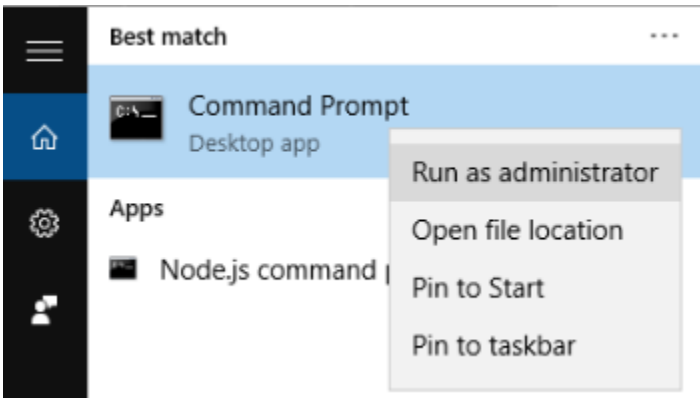 Best match
Command Prompt
Desktop app
Run as administrator
Apps
Open file location
Node.js command
Pin to Start
Pin to taskbar